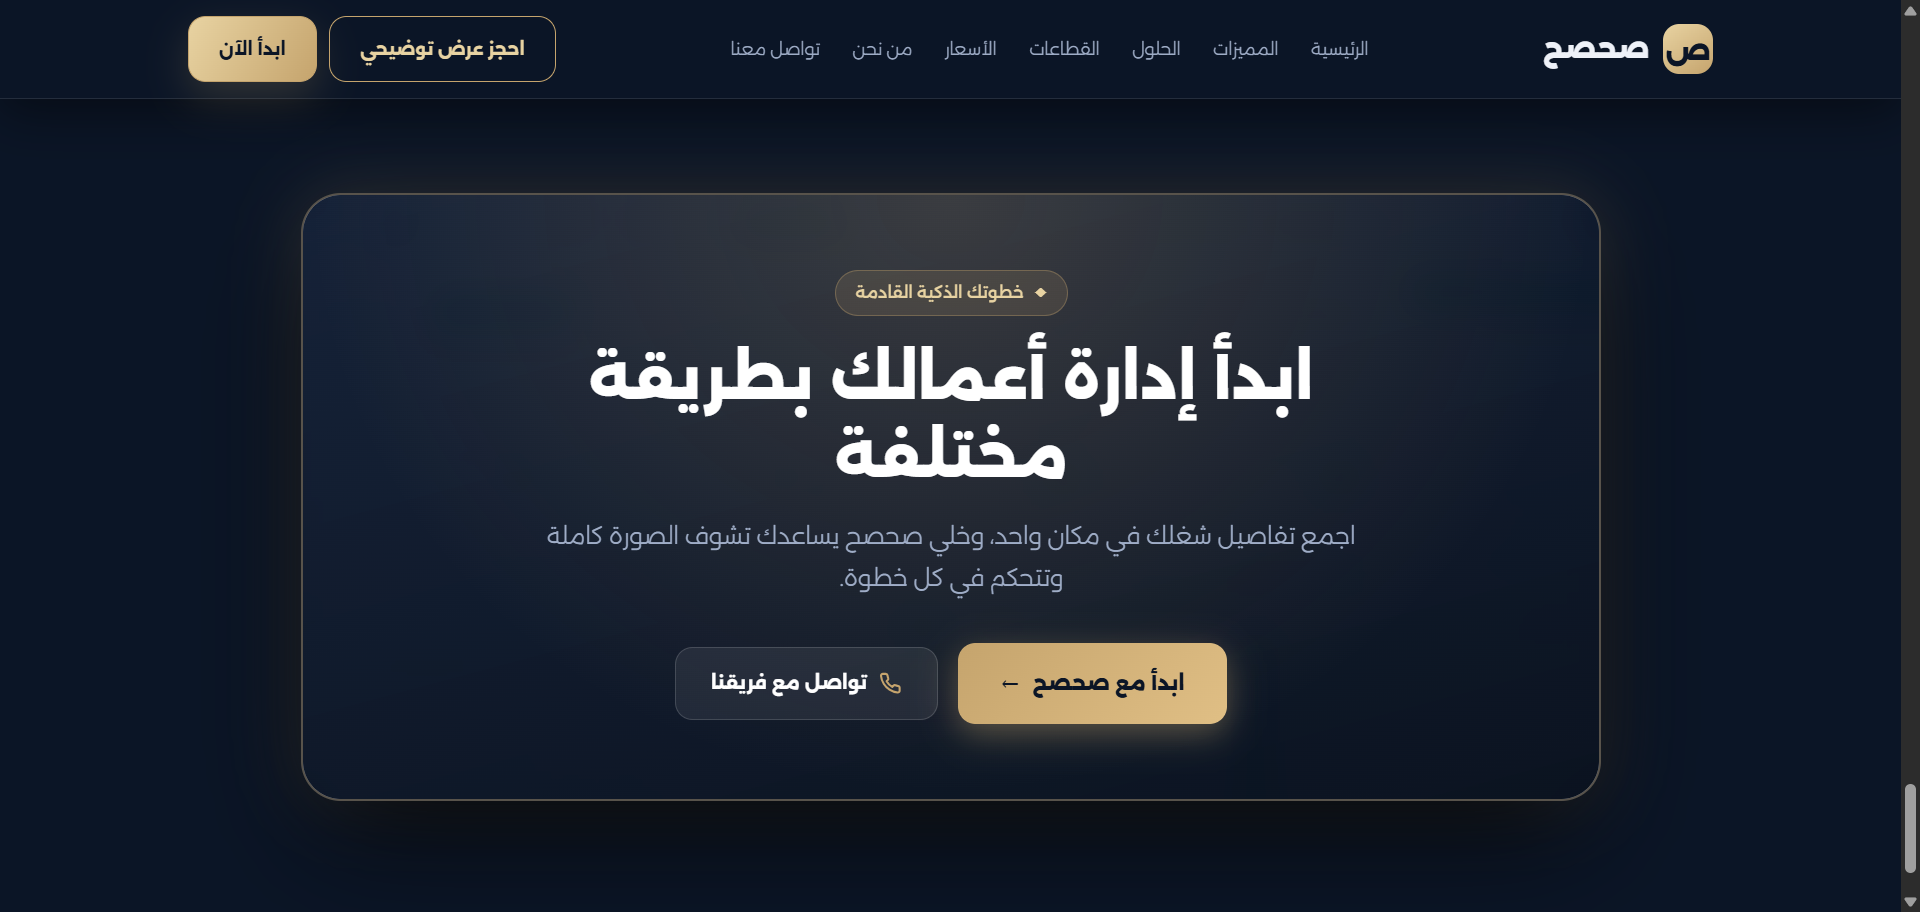 ص صحصح
الرئيسية المميزات الحلول القطاعات الأسعار من نحن تواصل معنا
احجز عرض توضيحي
ابدأ الآن
خطوتك الذكية القادمة
ابدأ إدارة أعمالك بطريقة
مختلفة
اجمع تفاصيل شغلك في مكان واحد، وخلي صحصح يساعدك تشوف الصورة كاملة
وتتحكم في كل خطوة.
ابدأ مع صحصح ←
تواصل مع فريقنا